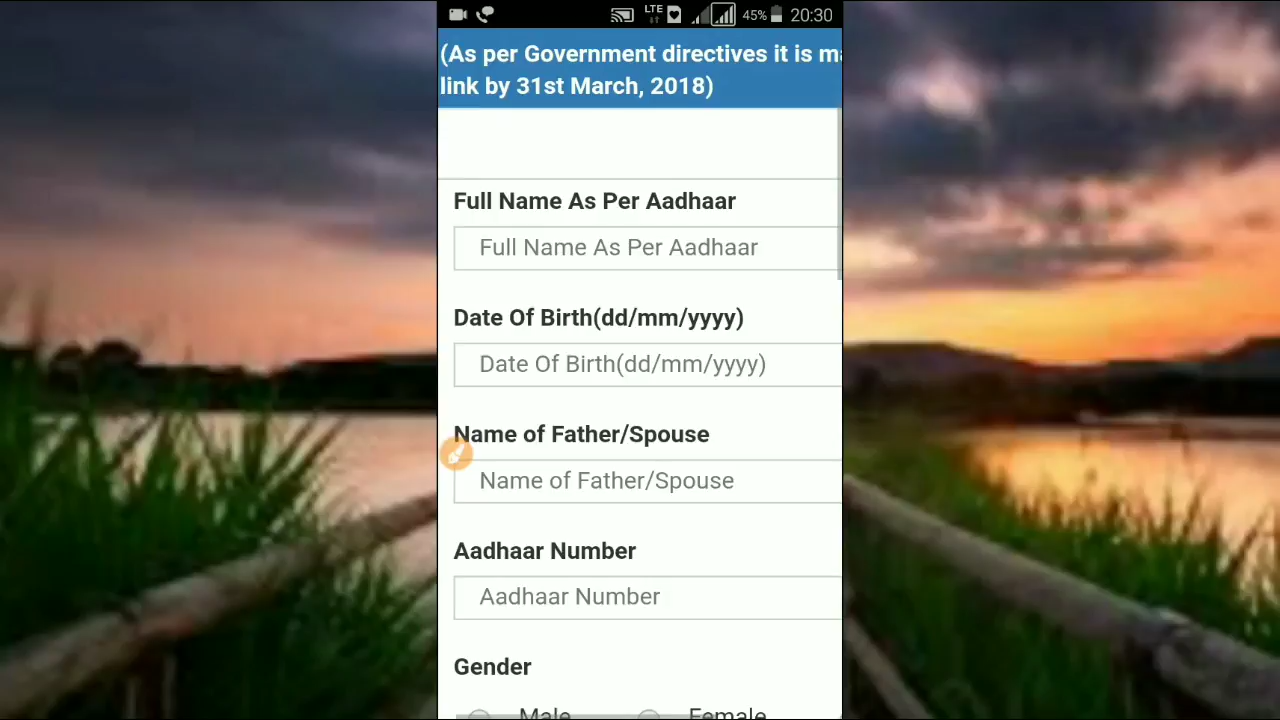 LTE 45% 20:30
(As per Government directives it is ma
link by 31st March, 2018)
Full Name As Per Aadhaar
Full Name As Per Aadhaar
Date Of Birth(dd/mm/yyyy)
Date Of Birth(dd/mm/yyyy)
Name of Father/Spouse
Name of Father/Spouse
Aadhaar Number
Aadhaar Number
Gender
Male Female